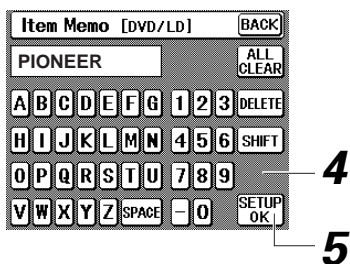 Item Memo [DVD/LD] BACK
PIONEER ALL CLEAR
A B C D E F G 1 2 3 DELETE
H I J K L M N 4 5 6 SHIFT
O P Q R S T U 7 8 9 4
V W X Y Z SPACE - 0 SETUP OK
5